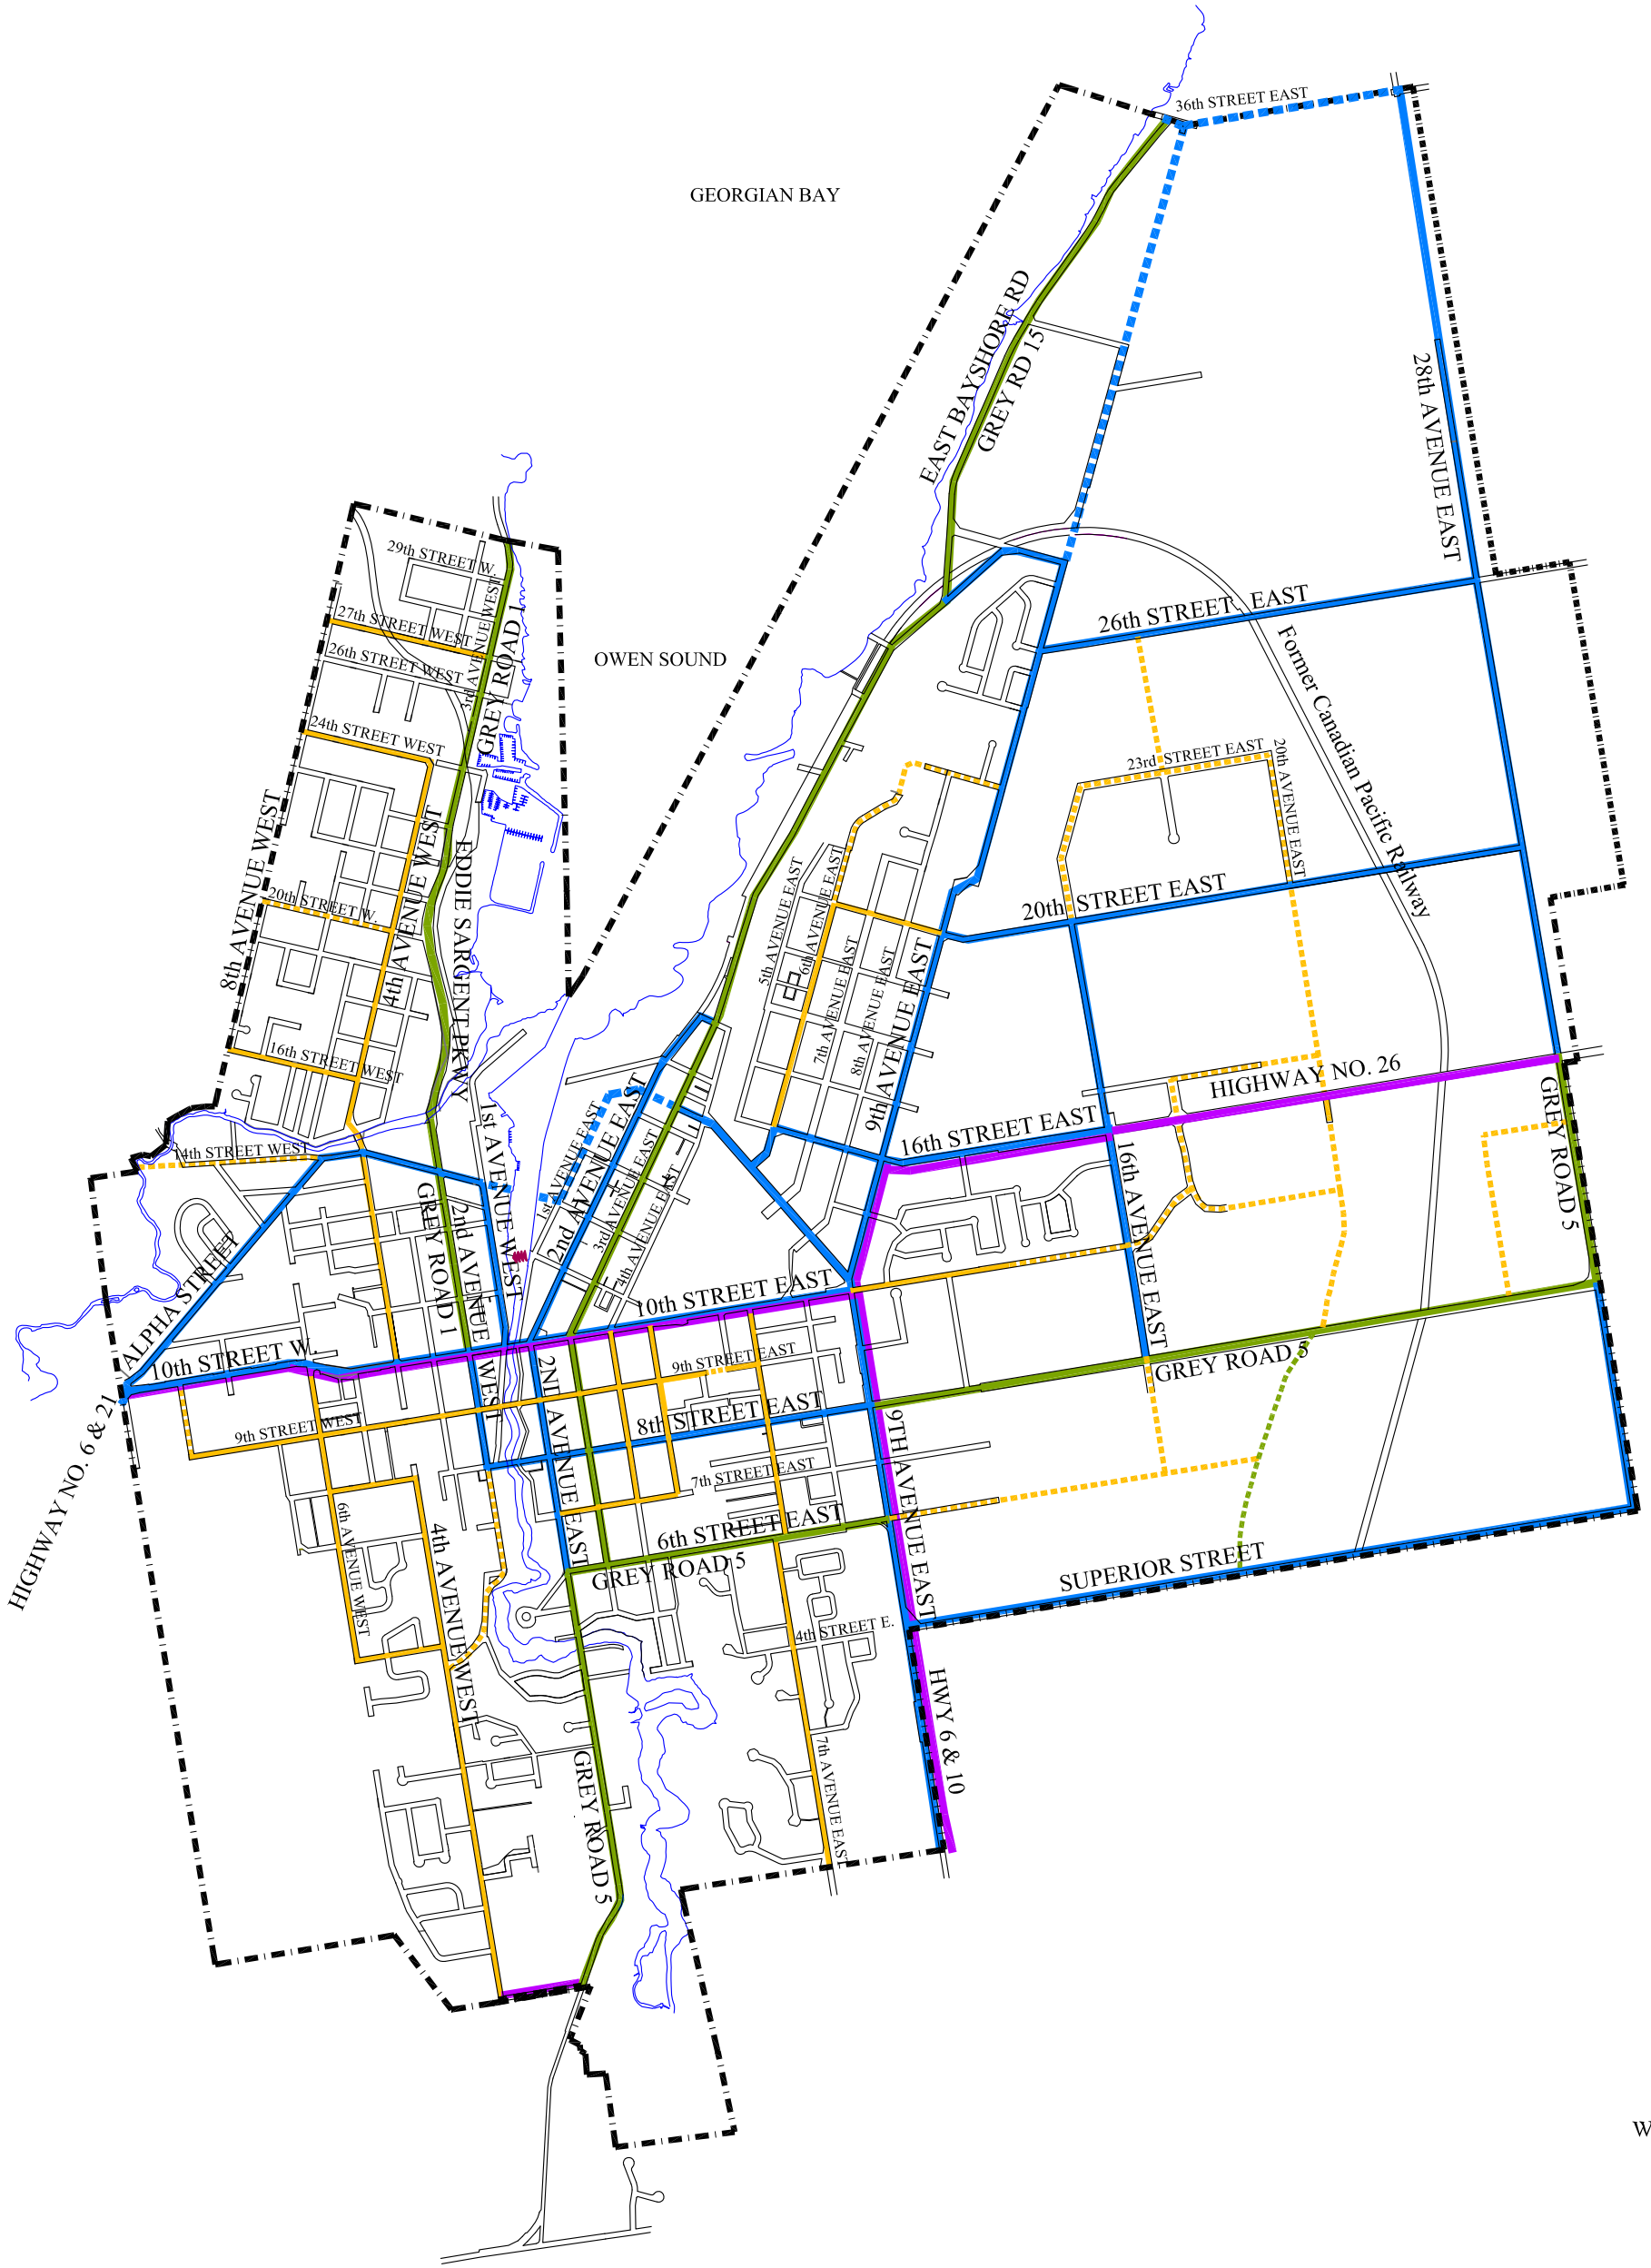 36th STREET EAST
GEORGIAN BAY
EAST BAYSHORE RD
GREY RD 15
28th AVENUE EAST
29th STREET W.
27th STREET WEST
26th STREET WEST
3rd AVENUE WEST
GREY ROAD 1
OWEN SOUND
26th STREET EAST
Former Canadian Pacific Railway
24th STREET WEST
23rd STREET EAST
20th AVENUE EAST
8th AVENUE WEST
4th AVENUE WEST
EDDIE SARGENT PKWY
20th STREET W.
5th AVENUE EAST
6th AVENUE EAST
7th AVENUE EAST
8th AVENUE EAST
9th AVENUE EAST
20th STREET EAST
16th STREET WEST
HIGHWAY NO. 26
16th STREET EAST
GREY ROAD 5
14th STREET WEST
1st AVENUE WEST
1st AVENUE EAST
2nd AVENUE EAST
3rd AVENUE EAST
4th AVENUE EAST
16th AVENUE EAST
ALPHA STREET
GREY ROAD 1
2nd AVENUE WEST
10th STREET EAST
10th STREET W.
GREY ROAD 5
9th STREET EAST
2ND AVENUE EAST
HIGHWAY NO. 6 & 21
9th STREET WEST
8th STREET EAST
9TH AVENUE EAST
7th STREET EAST
6th AVENUE WEST
4th AVENUE WEST
6th STREET EAST
GREY ROAD 5
SUPERIOR STREET
4th STREET E.
HWY 6 & 10
7th AVENUE EAST
GREY ROAD 5
W